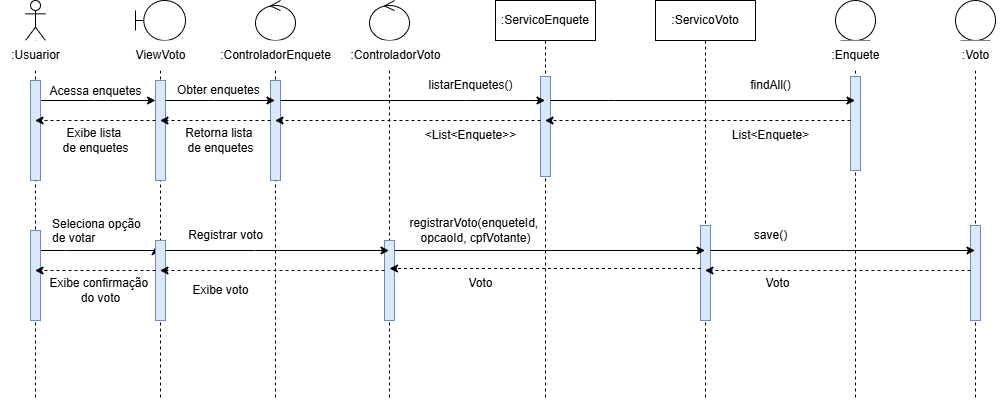 :ServicoEnquete
:ServicoVoto
:Usuarior
ViewVoto
:ControladorEnquete
:ControladorVoto
:Enquete
:Voto
Acessa enquetes
Obter enquetes
listarEnquetes()
findAll()
Exibe lista
de enquetes
Retorna lista
de enquetes
<List<Enquete>>
List<Enquete>
Seleciona opção
de votar
Registrar voto
registrarVoto(enqueteId,
opcaoId, cpfVotante)
save()
Exibe confirmação
do voto
Exibe voto
Voto
Voto